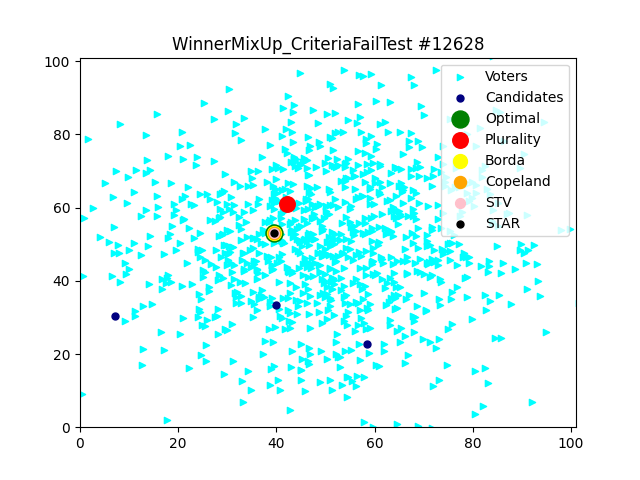 WinnerMixUp_CriteriaFailTest #12628
100
80
60
40
20
0
0
20
40
60
80
100
Voters
Candidates
Optimal
Plurality
Borda
Copeland
STV
STAR